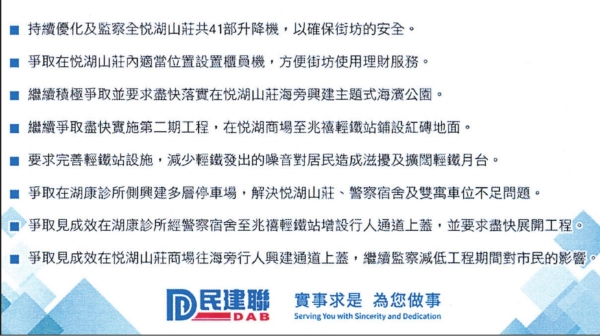 持續優化及監察全悦湖山莊共41部升降機，以確保街坊的安全。
爭取在悦湖山莊內適當位置設置櫃員機，方便街坊使用理財服務。
繼續積極爭取並要求盡快落實在悦湖山莊海旁興建主題式海濱公園。
繼續爭取盡快實施第二期工程，在悦湖商場至兆禧輕鐵站鋪設紅磚地面。
要求完善輕鐵站設施，減少輕鐵發出的噪音對居民造成滋擾及擴闊輕鐵月台。
爭取在湖康診所側興建多層停車場，解決悦湖山莊、警察宿舍及雙寓車位不足問題。
爭取見成效在湖康診所經警察宿舍至兆禧輕鐵站增設行人通道上蓋，並要求盡快展開工程。
爭取見成效在悦湖山莊商場往海旁行人興建通道上蓋，繼續監察減低工程期間對市民的影響。
民建聯 實事求是 為您做事
DAB Serving You with Sincerity and Dedication